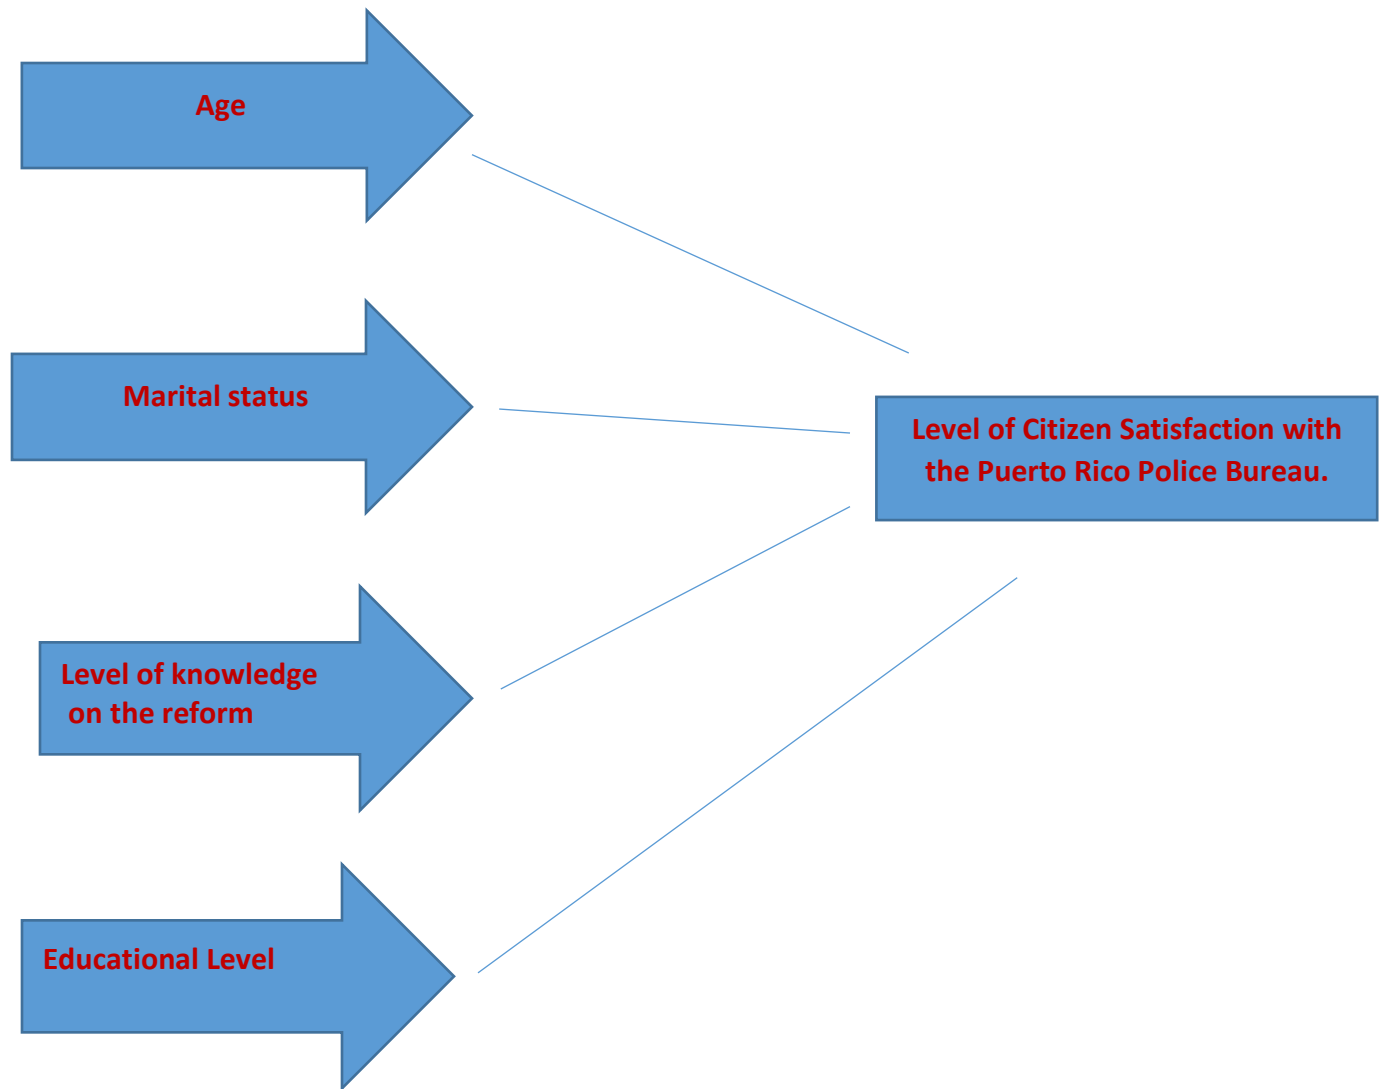 Age
Marital status
Level of Citizen Satisfaction with
the Puerto Rico Police Bureau.
Level of knowledge
on the reform
Educational Level